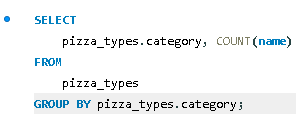 SELECT
pizza_types.category, COUNT(name)
FROM
pizza_types
GROUP BY pizza_types.category;